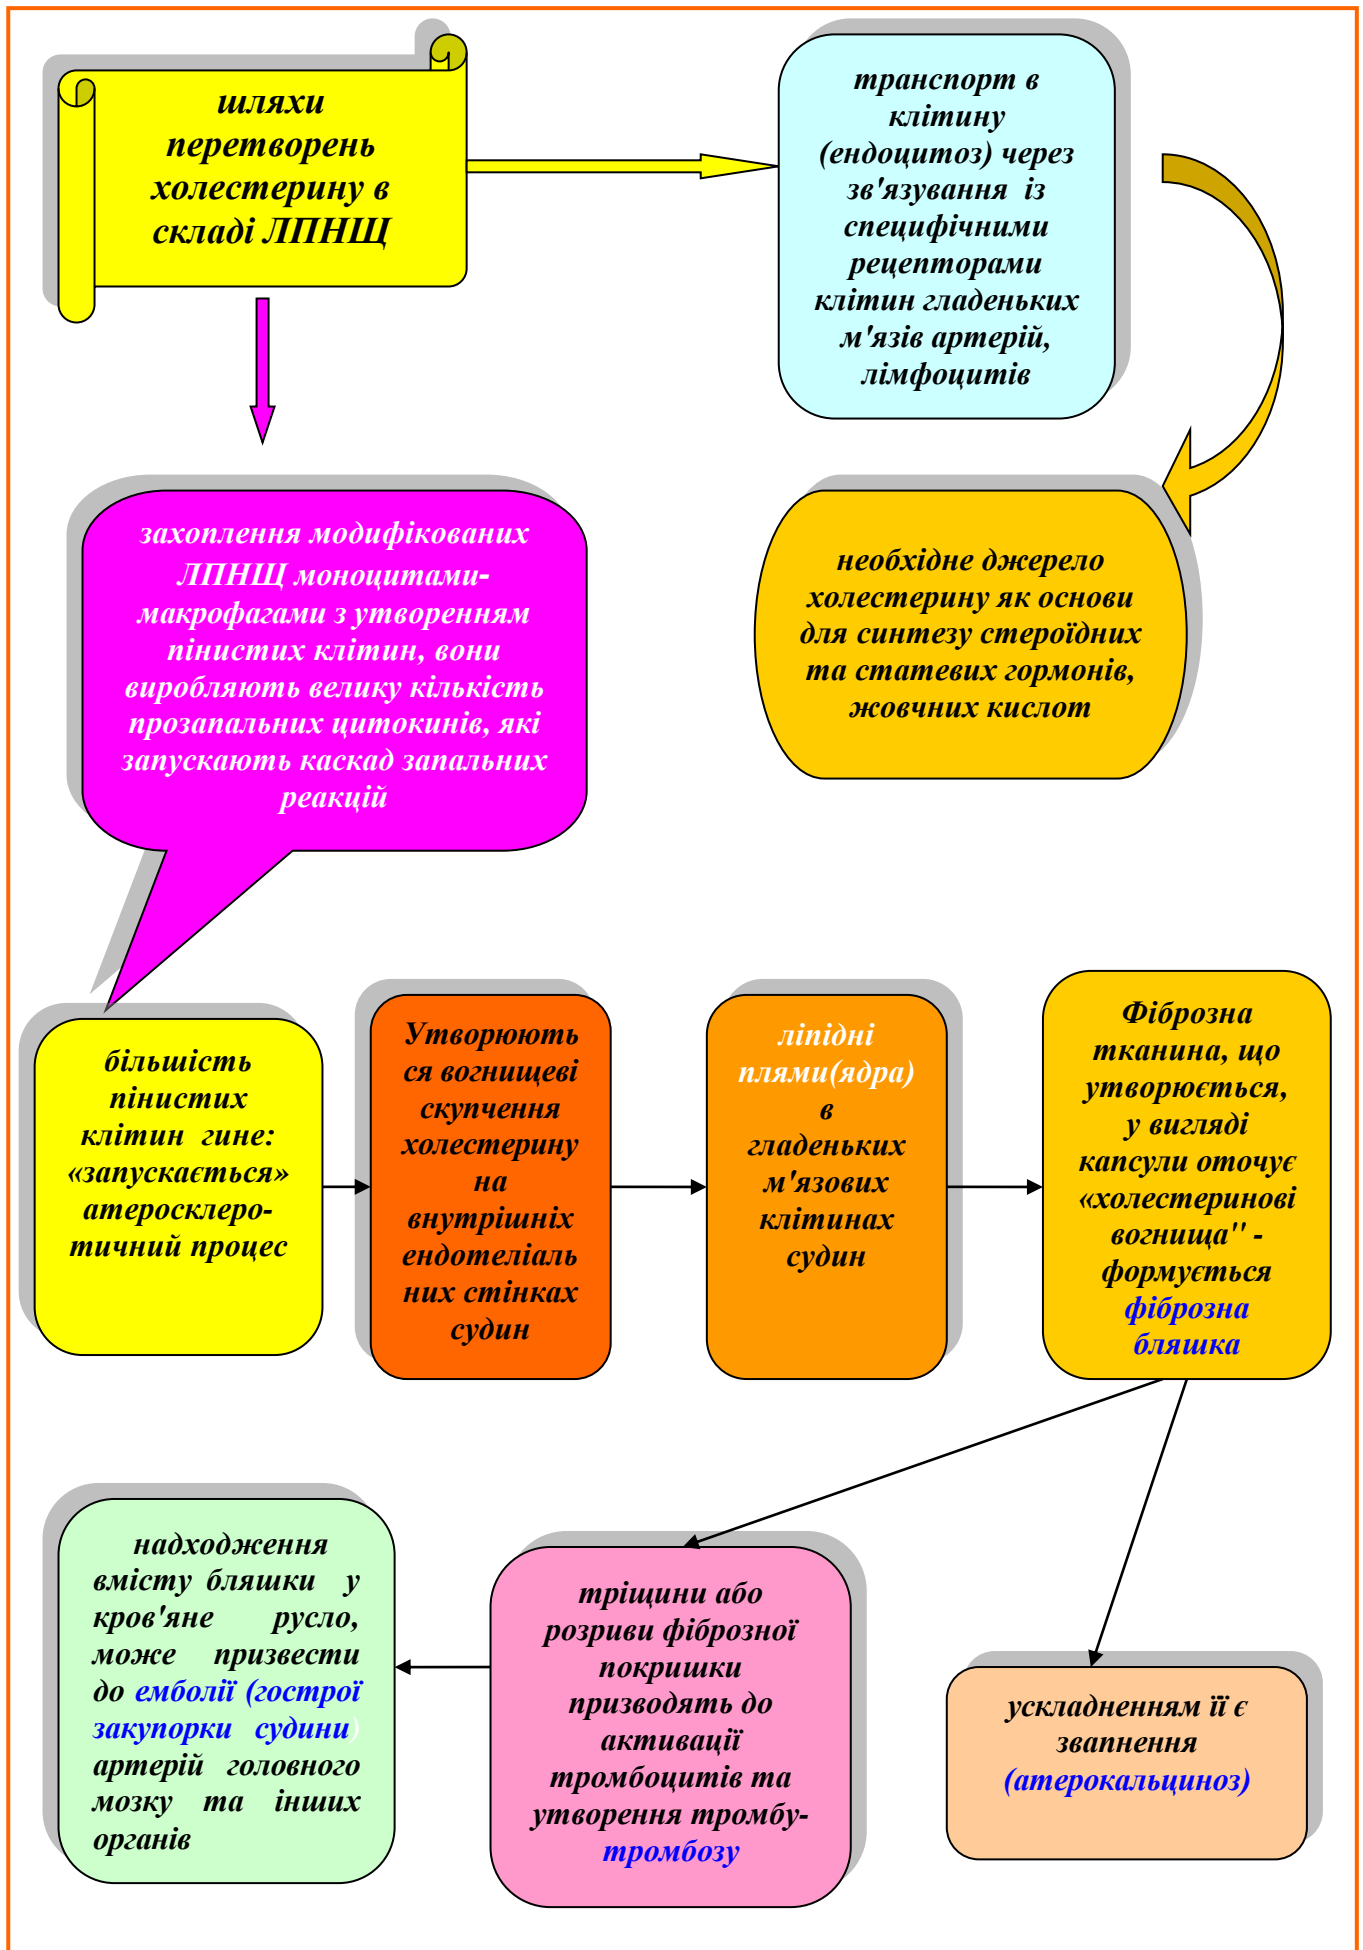 шляхи
перетворень
холестерину в
складі ЛПНЩ
транспорт в
клітину
(ендоцитоз) через
зв'язування із
специфічними
рецепторами
клітин гладеньких
м'язів артерій,
лімфоцитів
захоплення модифікованих
ЛПНЩ моноцитами-
макрофагами з утворенням
пінистих клітин, вони
виробляють велику кількість
прозапальних цитокинів, які
запускають каскад запальних
реакцій
необхідне джерело
холестерину як основи
для синтезу стероїдних
та статевих гормонів,
жовчних кислот
більшість
пінистих
клітин гине:
«запускається»
атеросклеро-
тичний процес
Утворюють
ся вогнищеві
скупчення
холестерину
на
внутрішніх
ендотеліаль
них стінках
судин
ліпідні
плями(ядра)
в
гладеньких
м'язових
клітинах
судин
Фіброзна
тканина, що
утворюється,
у вигляді
капсули оточує
«холестеринові
вогнища" -
формується
фіброзна
бляшка
надходження
вмісту бляшки у
кров'яне русло,
може призвести
до емболії (гострої
закупорки судини)
артерій головного
мозку та інших
органів
тріщини або
розриви фіброзної
покришки
призводять до
активації
тромбоцитів та
утворення тромбу-
тромбозу
ускладненням її є
звапнення
(атерокальциноз)